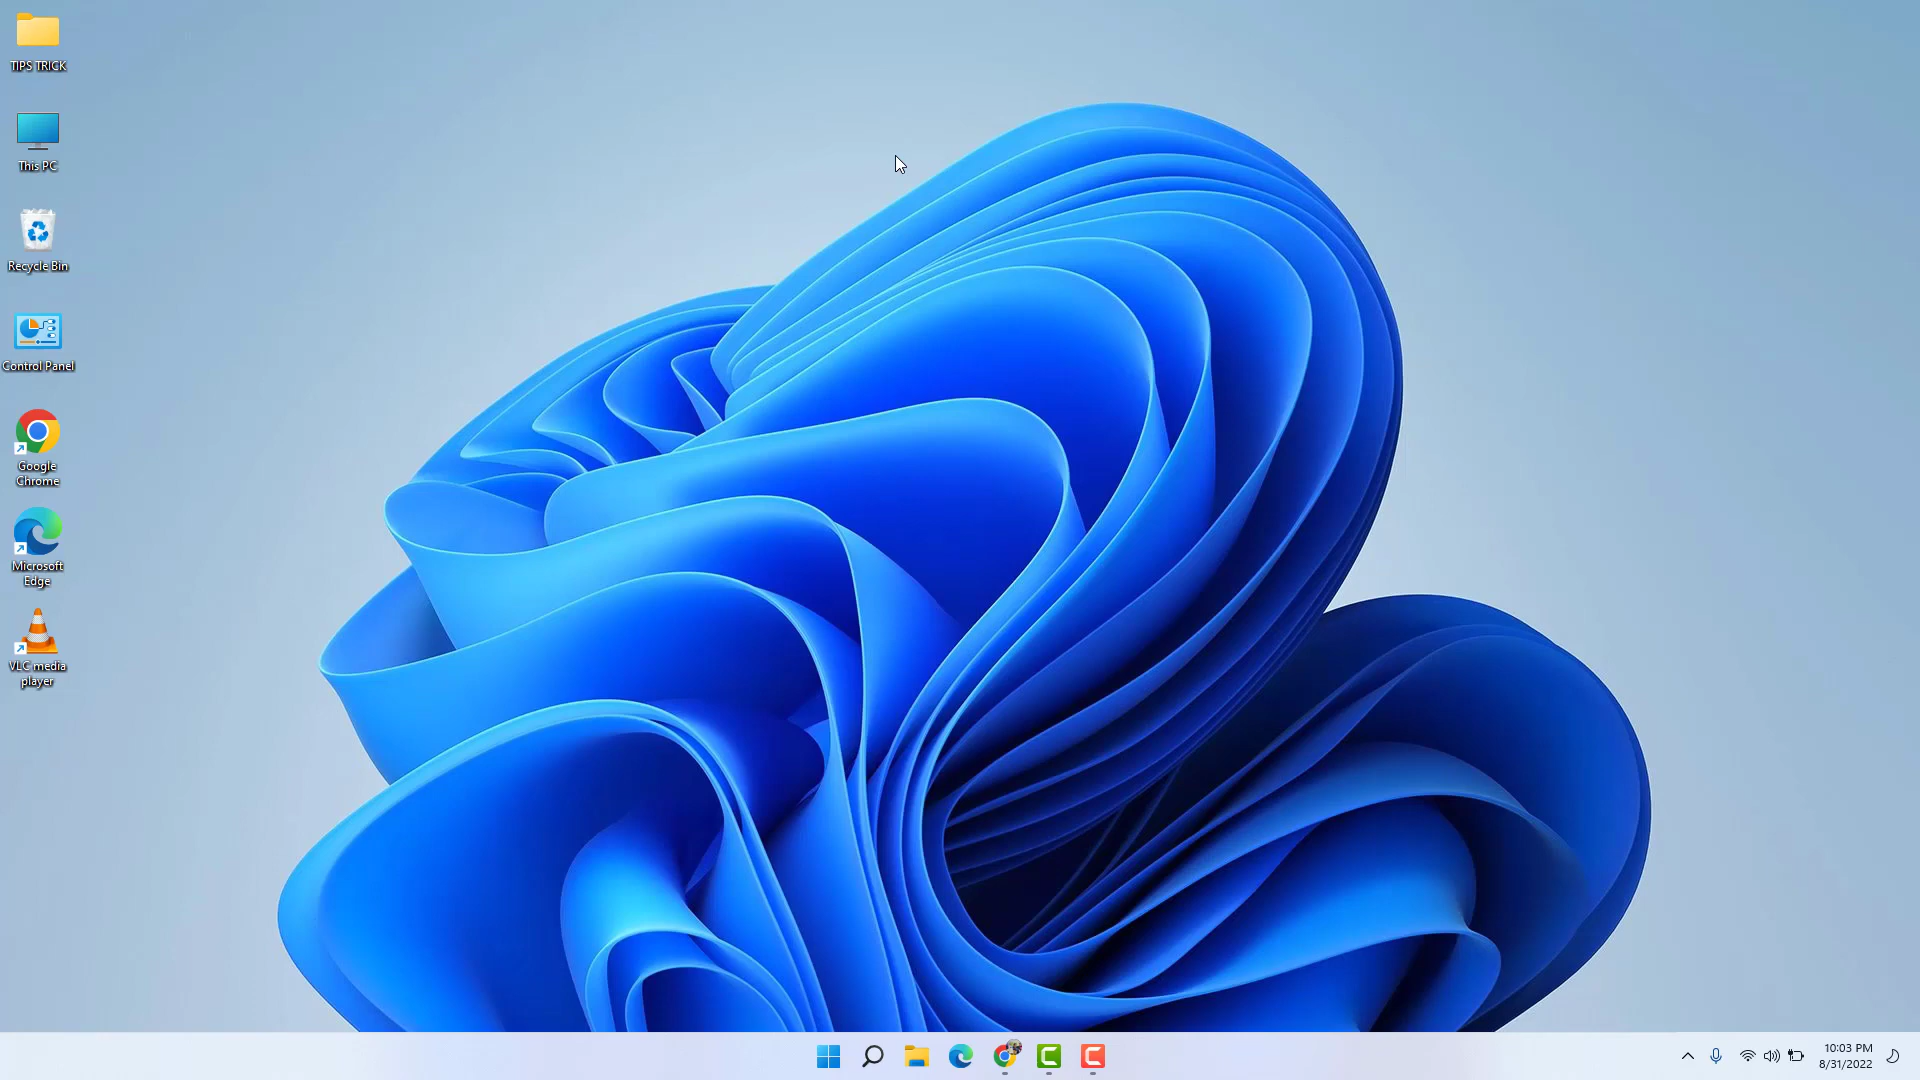 TIPS TRICK
This PC
Recycle Bin
Control Panel
Google
Chrome
Microsoft
Edge
VLC media
player
10:03 PM
8/31/2022